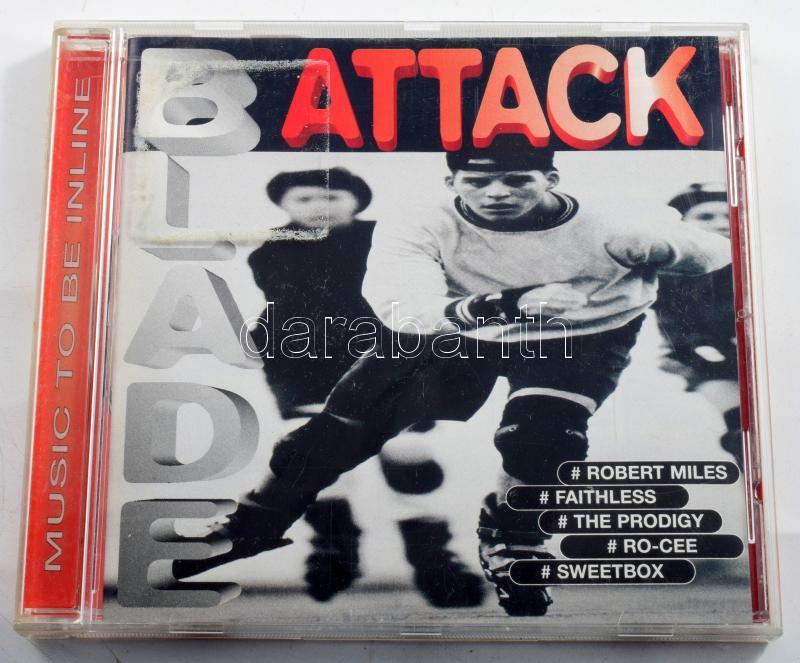 ATTACK
BLADE
MUSIC TO BE INLINE
darabanth
# ROBERT MILES
# FAITHLESS
# THE PRODIGY
# RO-CEE
# SWEETBOX